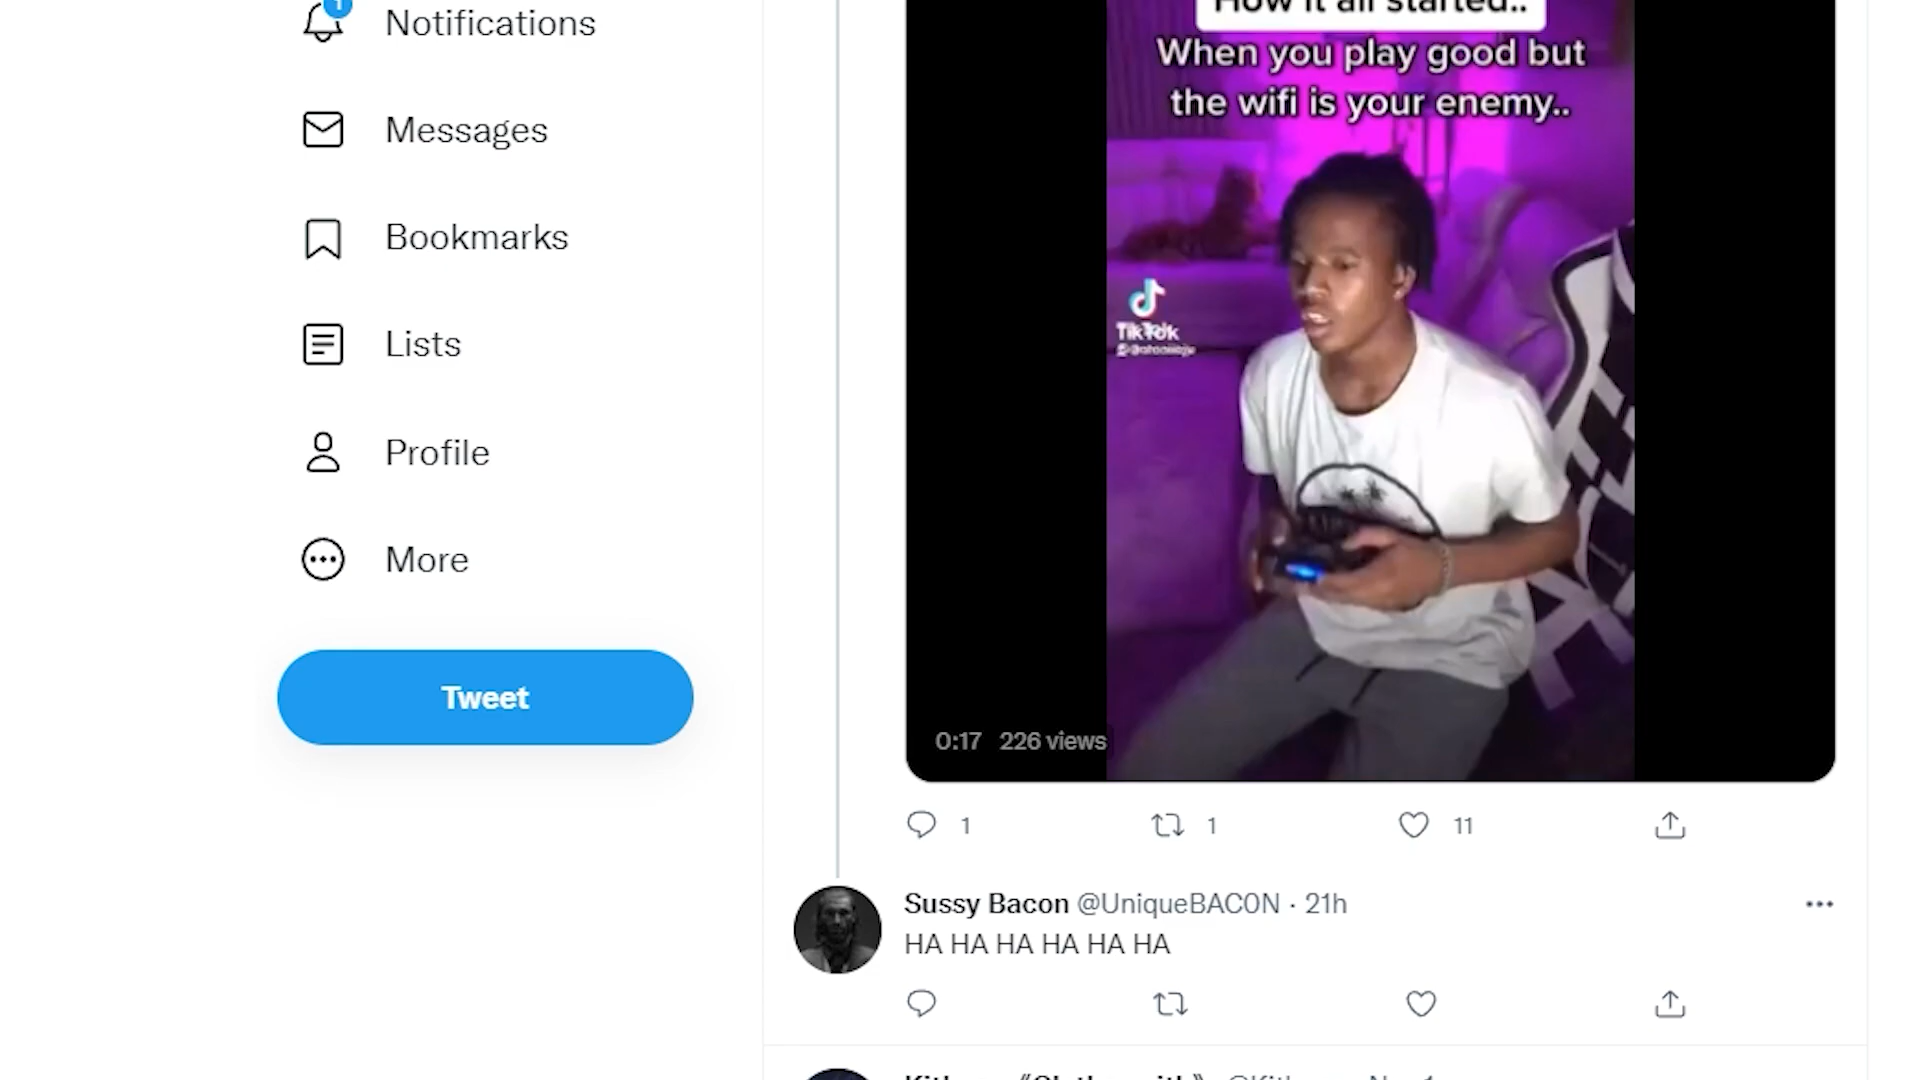 1
Notifications
Messages
Bookmarks
Lists
Profile
More
Tweet
How it all started..
When you play good but
the wifi is your enemy..
TikTok
0:17 226 views
1 1 11
Sussy Bacon @UniqueBACON · 21h
HA HA HA HA HA HA